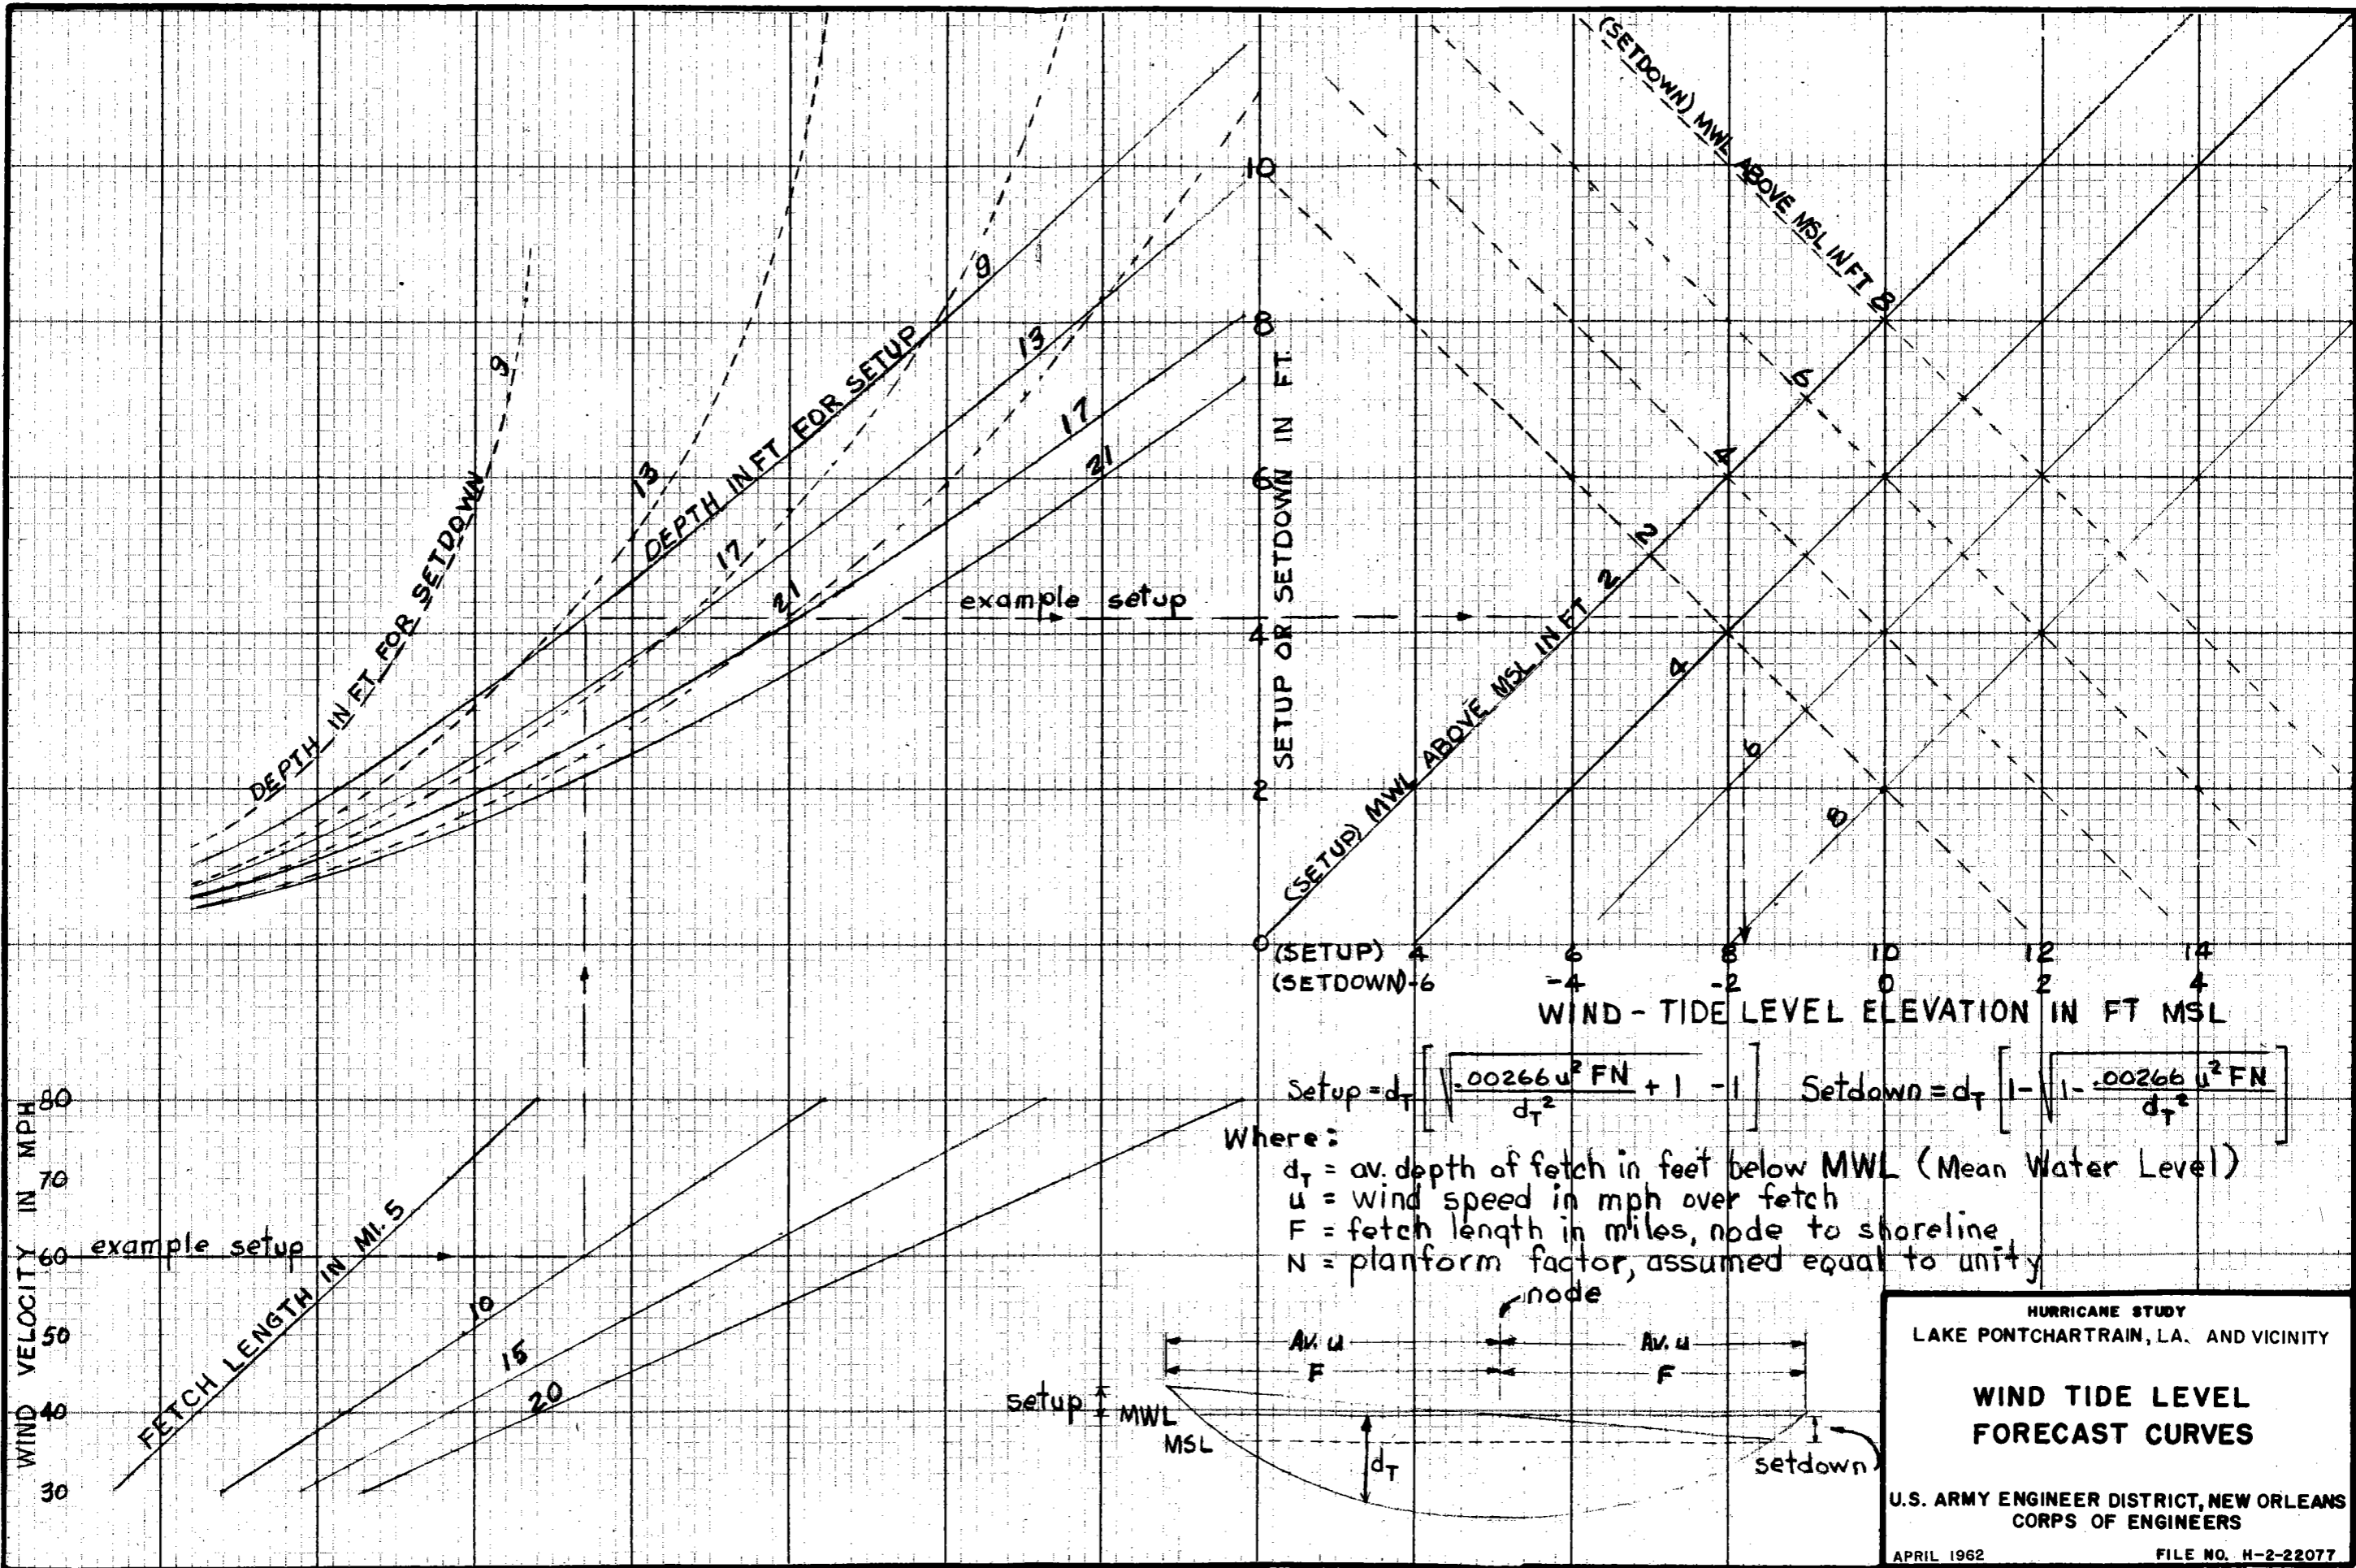 (SETDOWN) MWL ABOVE MSL IN FT 8
6
4
2
DEPTH IN FT FOR SETDOWN
9
13
17
21
DEPTH IN FT FOR SETUP
9
13
17
21
10
8
6
4
2
0
SETUP OR SETDOWN IN FT.
example setup
(SETUP) MWL ABOVE MSL IN FT 2
4
6
8
(SETUP) 4 6 8 10 12 14
(SETDOWN)-6 -4 -2 0 2 4
WIND - TIDE LEVEL ELEVATION IN FT MSL
WIND VELOCITY IN MPH
80
70
60
50
40
30
example setup
FETCH LENGTH IN MI. 5
10
15
20
Setup = dT [√(.00266 u² FN / dT² + 1) - 1] Setdown = dT [1 - √(1 - .00266 u² FN / dT²)]
Where:
dT = av. depth of fetch in feet below MWL (Mean Water Level)
u = wind speed in mph over fetch
F = fetch length in miles, node to shoreline
N = planform factor, assumed equal to unity
node
Av. u Av. u
F F
setup MWL
MSL
dT
setdown
HURRICANE STUDY
LAKE PONTCHARTRAIN, LA. AND VICINITY
WIND TIDE LEVEL
FORECAST CURVES
U.S. ARMY ENGINEER DISTRICT, NEW ORLEANS
CORPS OF ENGINEERS
APRIL 1962 FILE NO. H-2-22077